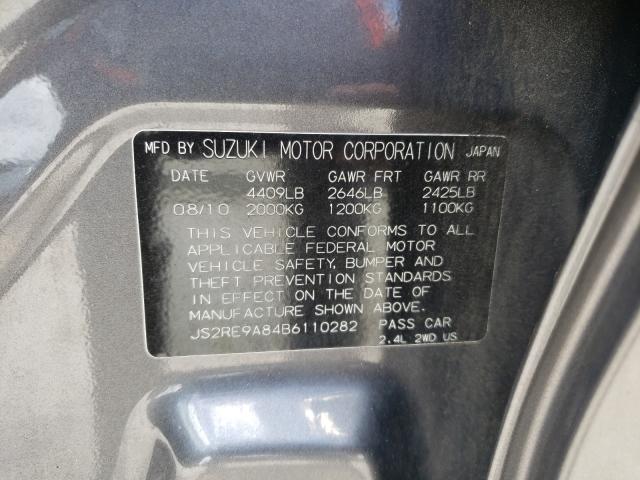 MFD BY SUZUKI MOTOR CORPORATION JAPAN
DATE GVWR GAWR FRT GAWR RR
4409LB 2646LB 2425LB
08/10 2000KG 1200KG 1100KG
THIS VEHICLE CONFORMS TO ALL
APPLICABLE FEDERAL MOTOR
VEHICLE SAFETY, BUMPER AND
THEFT PREVENTION STANDARDS
IN EFFECT ON THE DATE OF
MANUFACTURE SHOWN ABOVE.
JS2RE9A84B6110282 PASS CAR
2.4L 2WD US